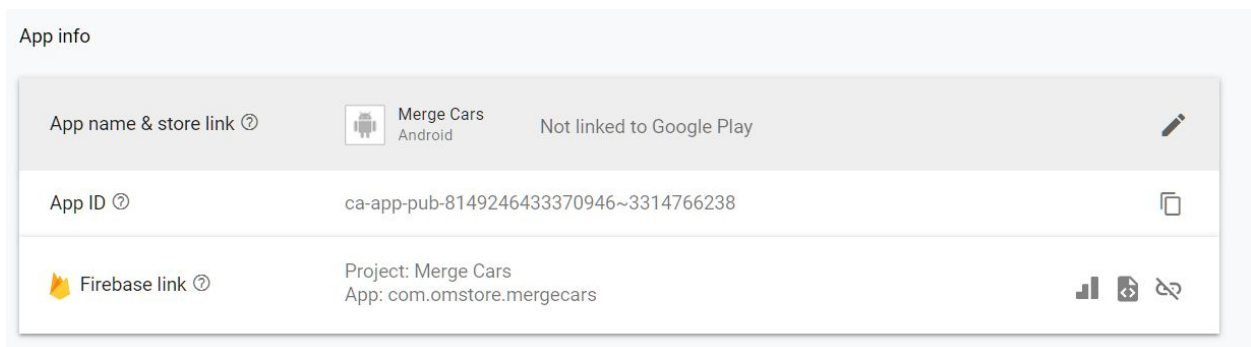 App info
App name & store link
Merge Cars
Android
Not linked to Google Play
App ID
ca-app-pub-8149246433370946~3314766238
Firebase link
Project: Merge Cars
App: com.omstore.mergecars